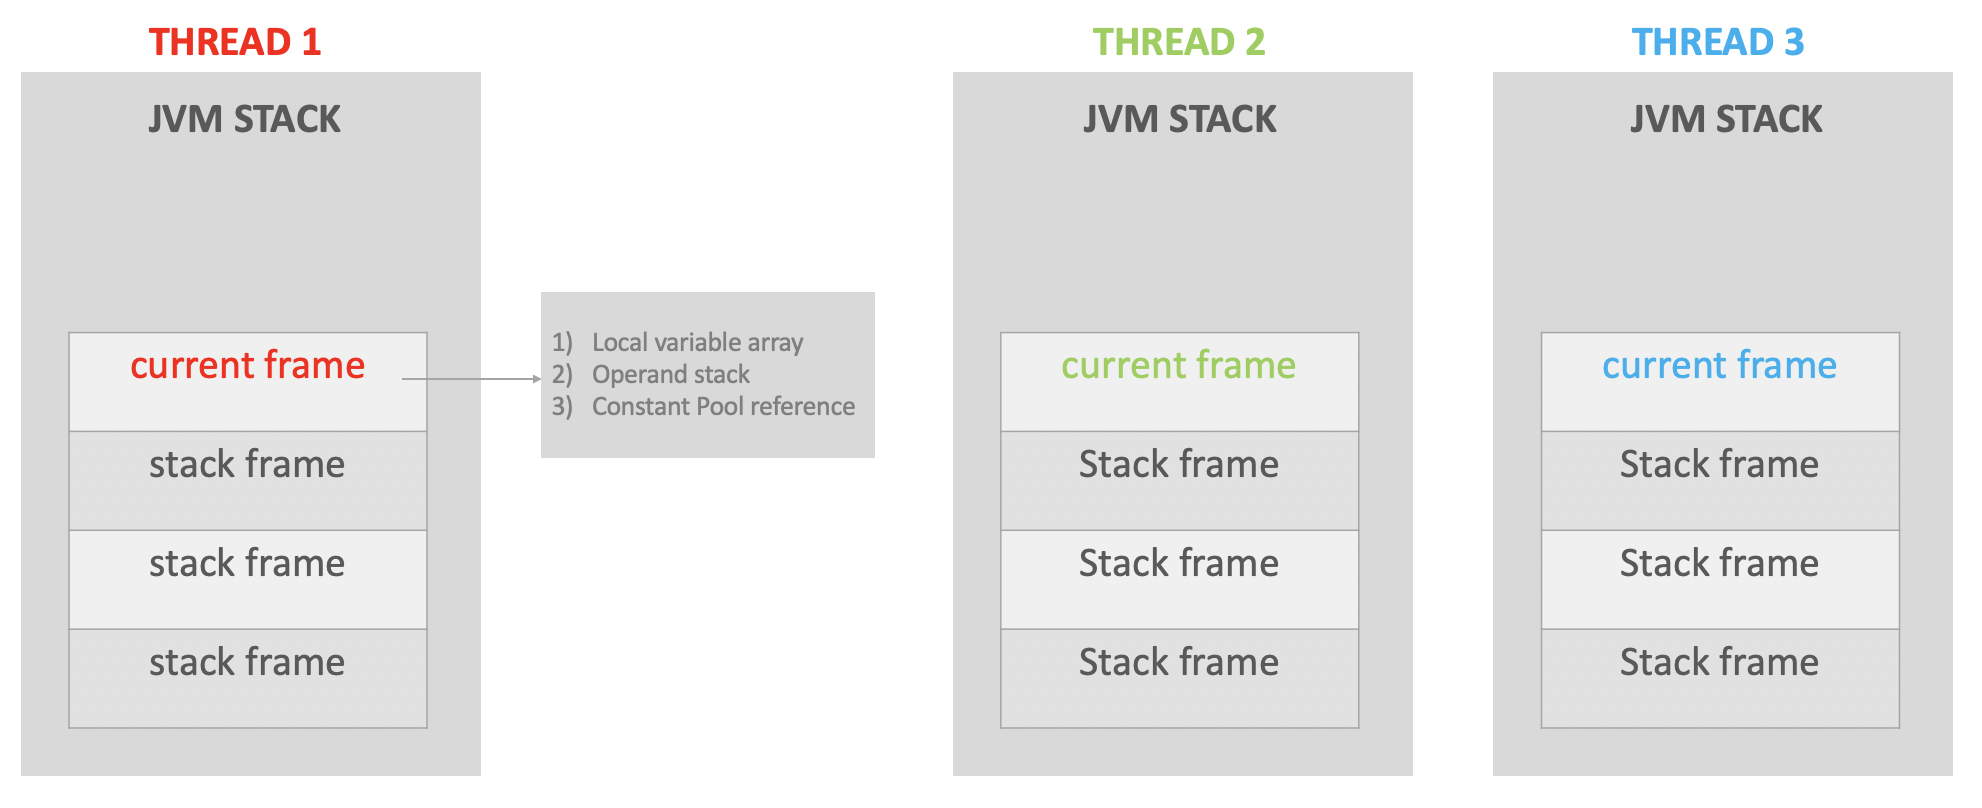 THREAD 1
JVM STACK
current frame
stack frame
stack frame
stack frame
1) Local variable array
2) Operand stack
3) Constant Pool reference
THREAD 2
JVM STACK
current frame
Stack frame
Stack frame
Stack frame
THREAD 3
JVM STACK
current frame
Stack frame
Stack frame
Stack frame